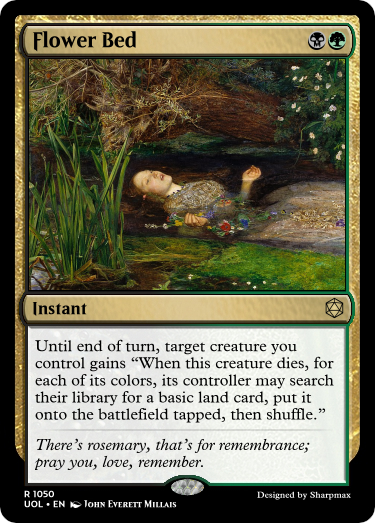 Flower Bed
Instant
Until end of turn, target creature you
control gains “When this creature dies, for
each of its colors, its controller may search
their library for a basic land card, put it
onto the battlefield tapped, then shuffle.”
There's rosemary, that's for remembrance;
pray you, love, remember.
R 1050
UOL • EN John Everett Millais
Designed by Sharpmax